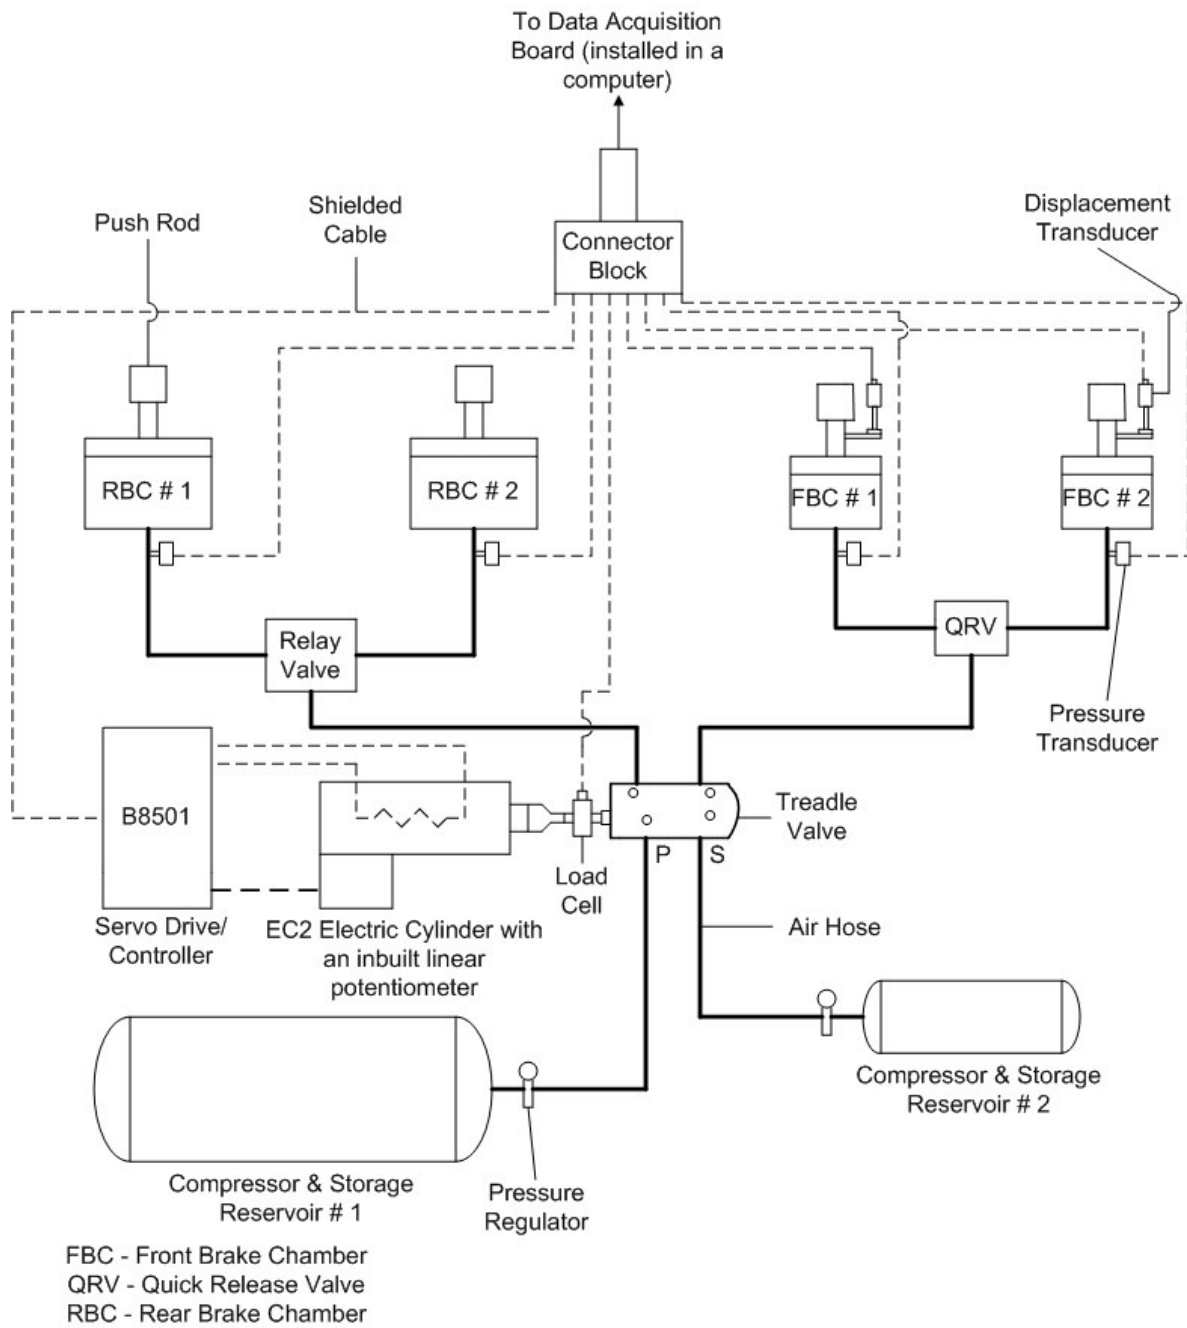 To Data Acquisition
Board (installed in a
computer)
Push Rod
Shielded
Cable
Connector
Block
Displacement
Transducer
RBC # 1
RBC # 2
FBC # 1
FBC # 2
Relay
Valve
QRV
Pressure
Transducer
B8501
Servo Drive/
Controller
EC2 Electric Cylinder with
an inbuilt linear
potentiometer
Load
Cell
P
S
Treadle
Valve
Air Hose
Compressor & Storage
Reservoir # 2
Compressor & Storage
Reservoir # 1
Pressure
Regulator
FBC - Front Brake Chamber
QRV - Quick Release Valve
RBC - Rear Brake Chamber